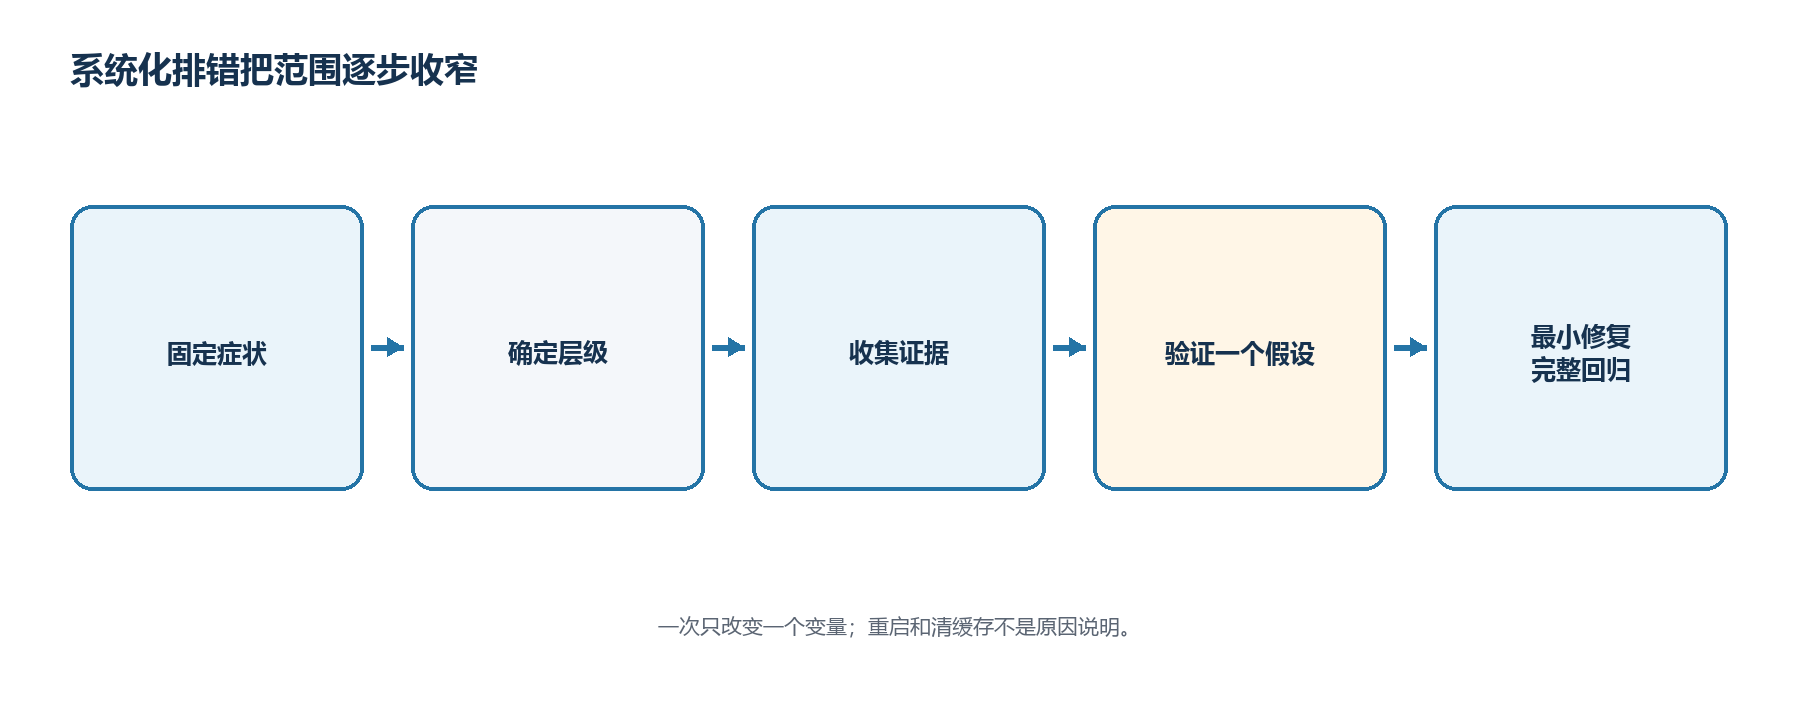 系统化排错把范围逐步收窄
固定症状
确定层级
收集证据
验证一个假设
最小修复
完整回归
一次只改变一个变量；重启和清缓存不是原因说明。